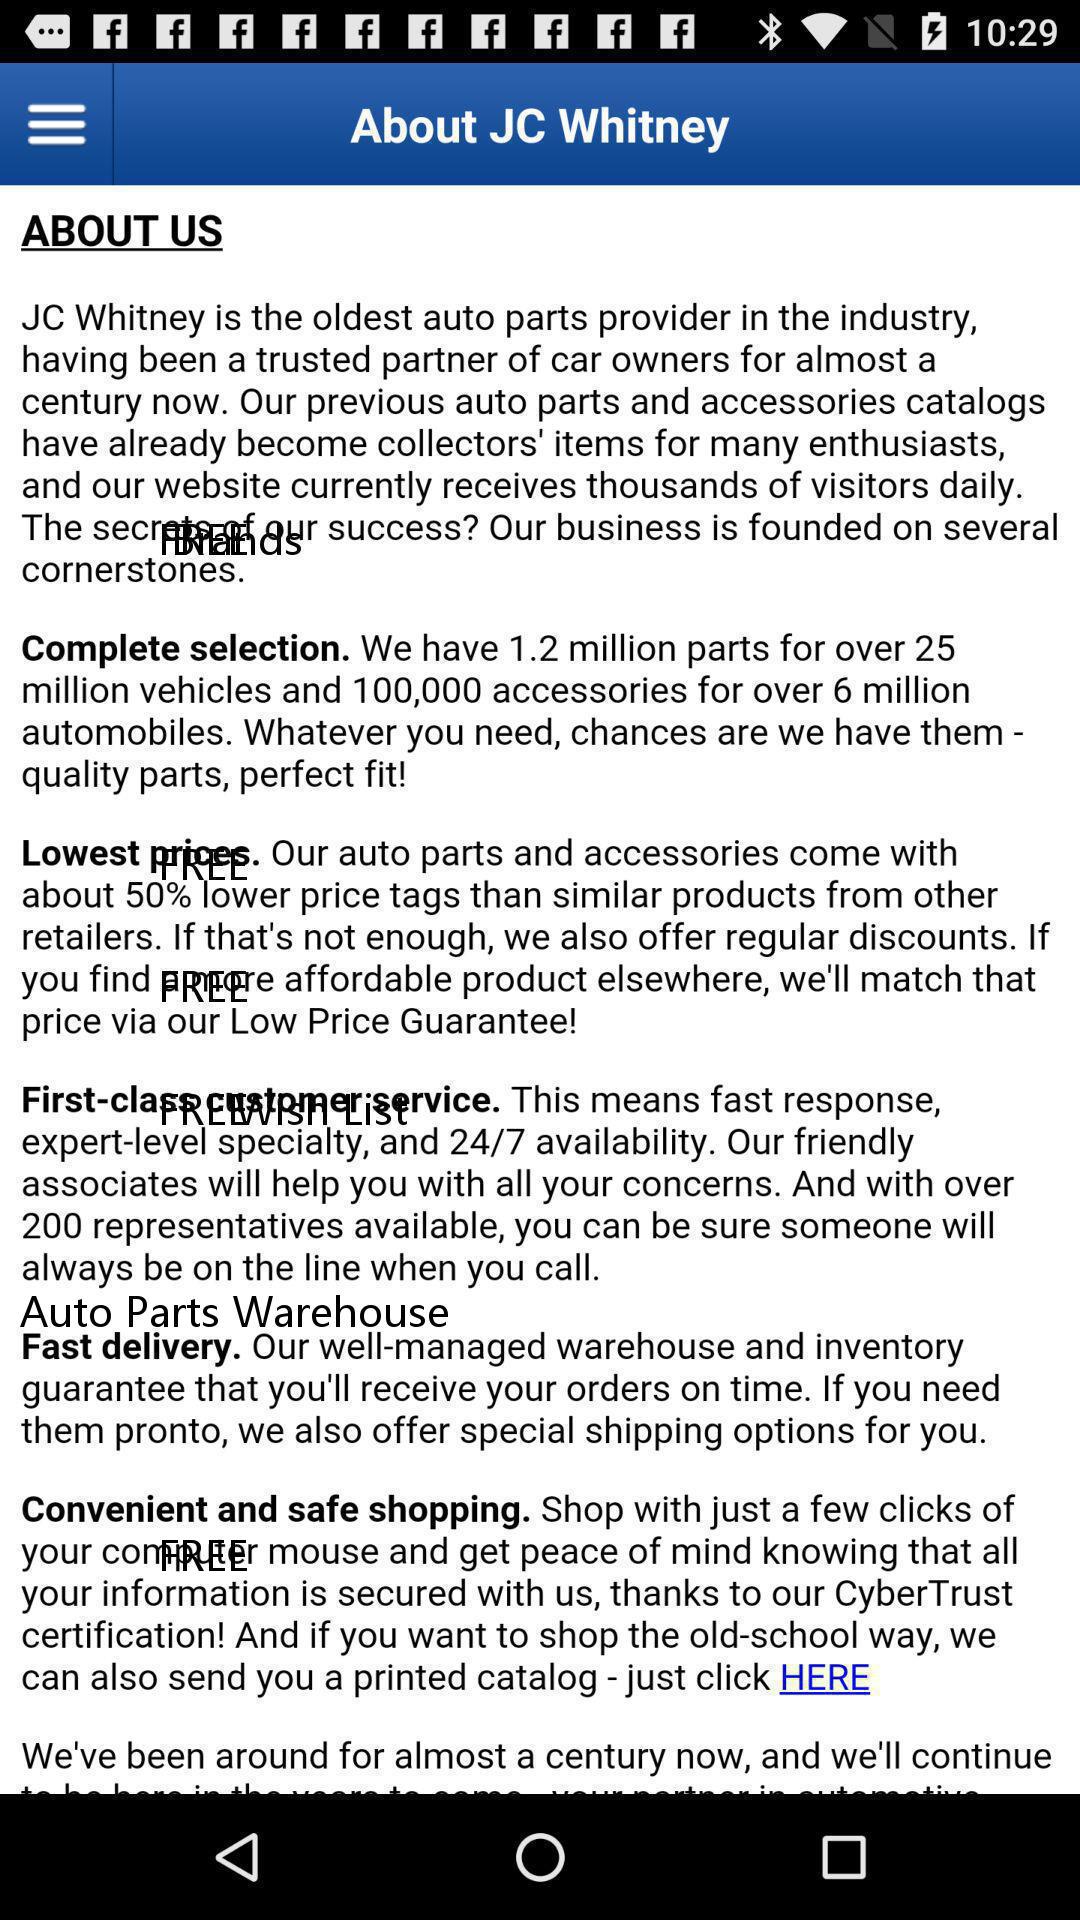 10:29
About JC Whitney
ABOUT US
JC Whitney is the oldest auto parts provider in the industry,
having been a trusted partner of car owners for almost a
century now. Our previous auto parts and accessories catalogs
have already become collectors' items for many enthusiasts,
and our website currently receives thousands of visitors daily.
The secrets of our success? Our business is founded on several
FREE
Brands
cornerstones.
Complete selection. We have 1.2 million parts for over 25
million vehicles and 100,000 accessories for over 6 million
automobiles. Whatever you need, chances are we have them -
quality parts, perfect fit!
Lowest prices. Our auto parts and accessories come with
FREE
about 50% lower price tags than similar products from other
retailers. If that's not enough, we also offer regular discounts. If
you find a more affordable product elsewhere, we'll match that
FREE
price via our Low Price Guarantee!
First-class customer service. This means fast response,
FREE
Wish List
expert-level specialty, and 24/7 availability. Our friendly
associates will help you with all your concerns. And with over
200 representatives available, you can be sure someone will
always be on the line when you call.
Auto Parts Warehouse
Fast delivery. Our well-managed warehouse and inventory
guarantee that you'll receive your orders on time. If you need
them pronto, we also offer special shipping options for you.
Convenient and safe shopping. Shop with just a few clicks of
your computer mouse and get peace of mind knowing that all
FREE
your information is secured with us, thanks to our CyberTrust
certification! And if you want to shop the old-school way, we
can also send you a printed catalog - just click HERE
We've been around for almost a century now, and we'll continue
to be here in the years to come - your partner in automotive